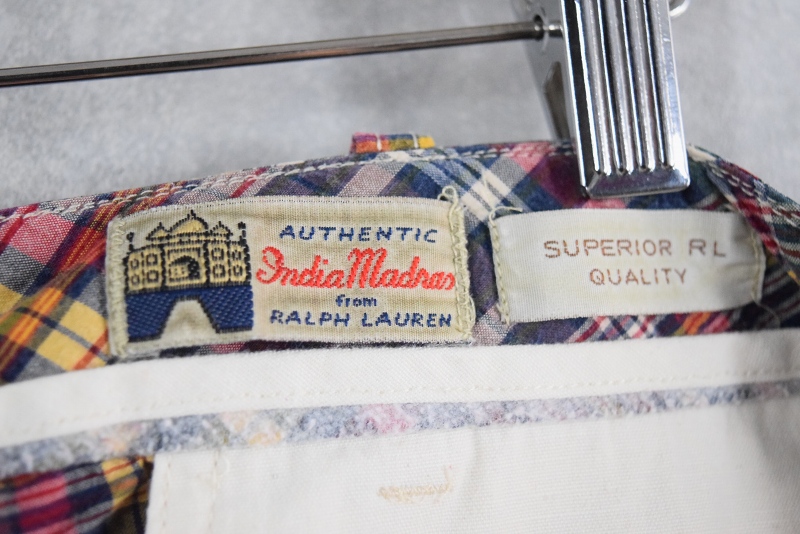 AUTHENTIC
India Madras
from
RALPH LAUREN
SUPERIOR RL
QUALITY